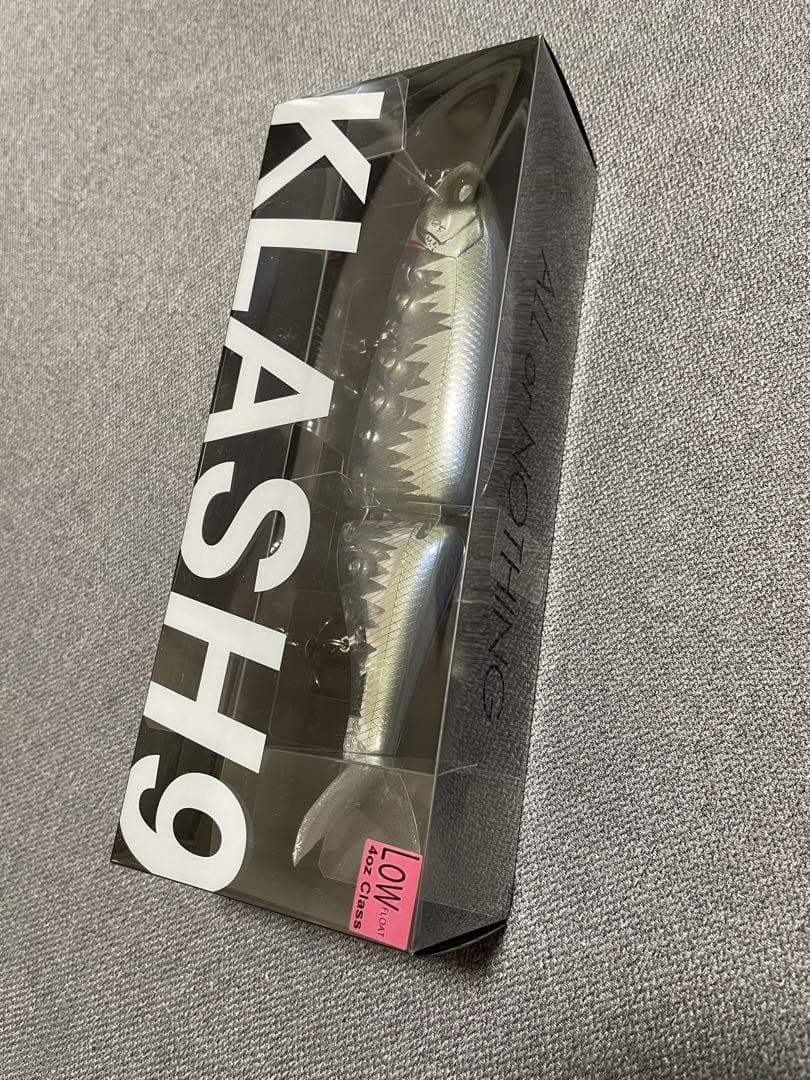 KLASH9
ALL or NOTHING
LOW FLOAT
4oz Class